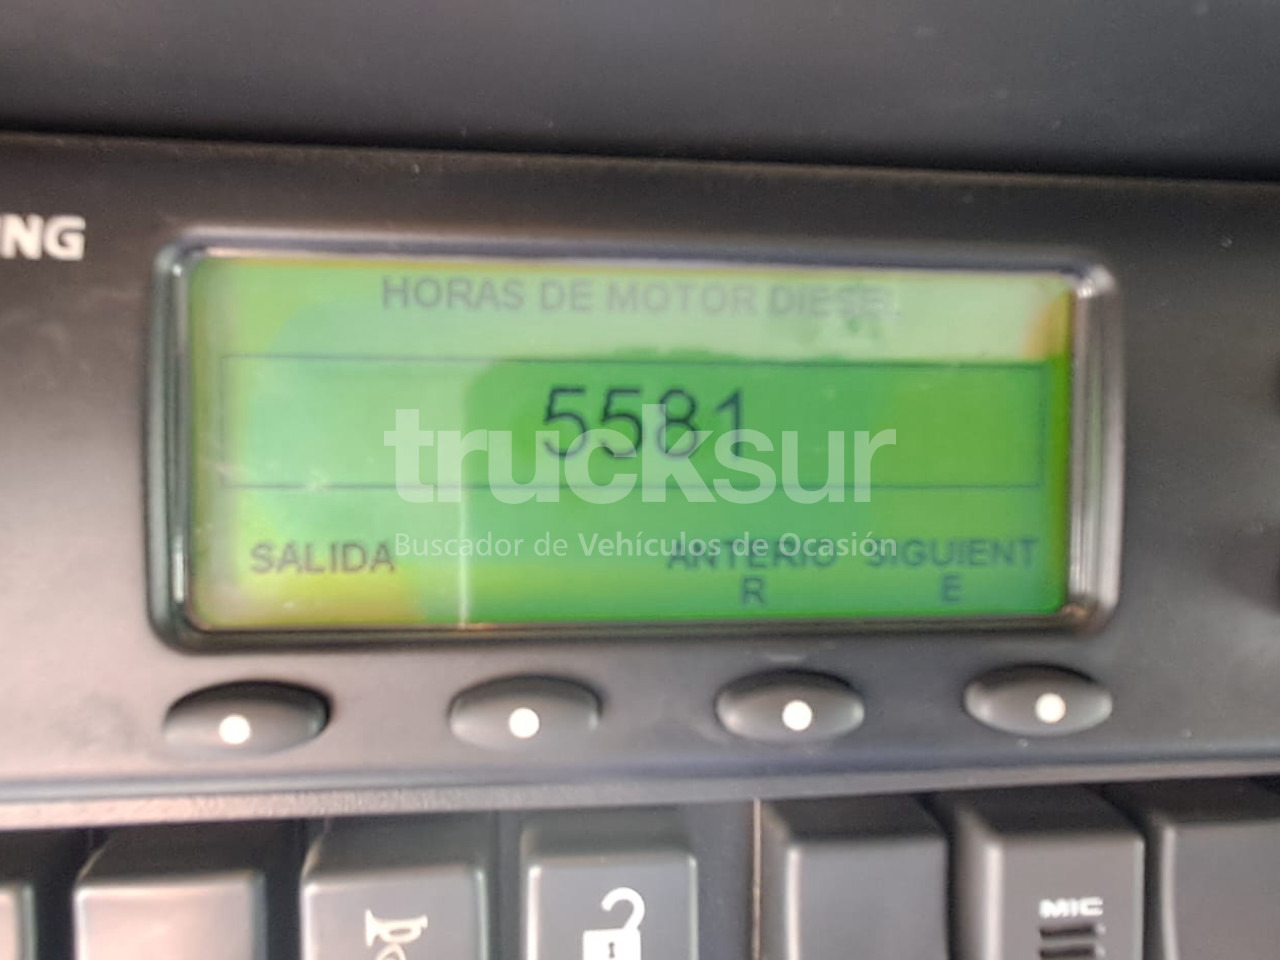 NG
HORAS DE MOTOR DIESEL
5581
trucksur
Buscador de Vehículos de Ocasión
SALIDA
ANTERIO
R
SIGUIENT
E
MIC